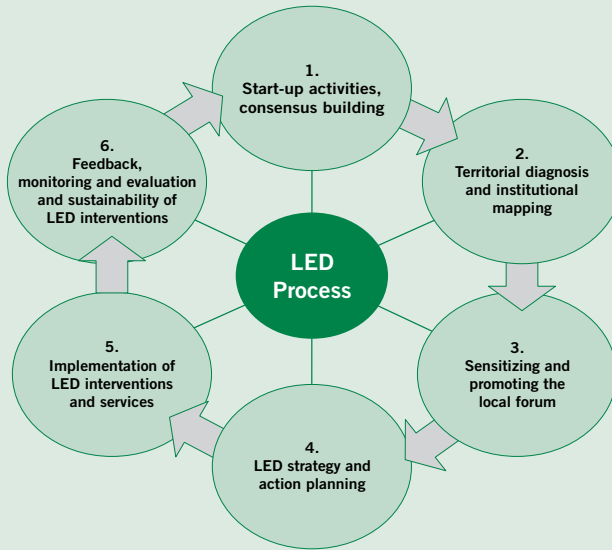 1.
Start-up activities,
consensus building
2.
Territorial diagnosis
and institutional
mapping
3.
Sensitizing and
promoting the
local forum
4.
LED strategy and
action planning
5.
Implementation of
LED interventions
and services
6.
Feedback,
monitoring and evaluation
and sustainability of
LED interventions
LED
Process